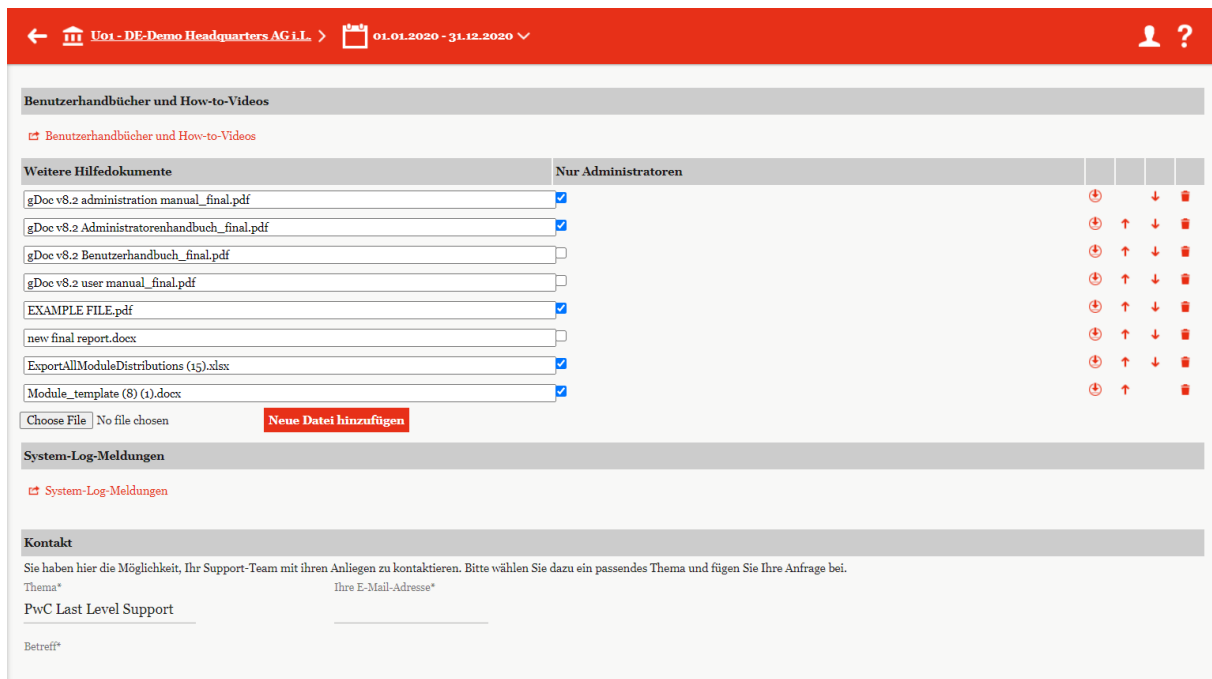 U01 - DE-Demo Headquarters AG i.L. > 01.01.2020 - 31.12.2020 ?
Benutzerhandbücher und How-to-Videos
Benutzerhandbücher und How-to-Videos
Weitere Hilfedokumente Nur Administratoren
gDoc v8.2 administration manual_final.pdf
gDoc v8.2 Administratorenhandbuch_final.pdf
gDoc v8.2 Benutzerhandbuch_final.pdf
gDoc v8.2 user manual_final.pdf
EXAMPLE FILE.pdf
new final report.docx
ExportAllModuleDistributions (15).xlsx
Module_template (8) (1).docx
Choose File No file chosen Neue Datei hinzufügen
System-Log-Meldungen
System-Log-Meldungen
Kontakt
Sie haben hier die Möglichkeit, Ihr Support-Team mit ihren Anliegen zu kontaktieren. Bitte wählen Sie dazu ein passendes Thema und fügen Sie Ihre Anfrage bei.
Thema* Ihre E-Mail-Adresse*
PwC Last Level Support
Betreff*